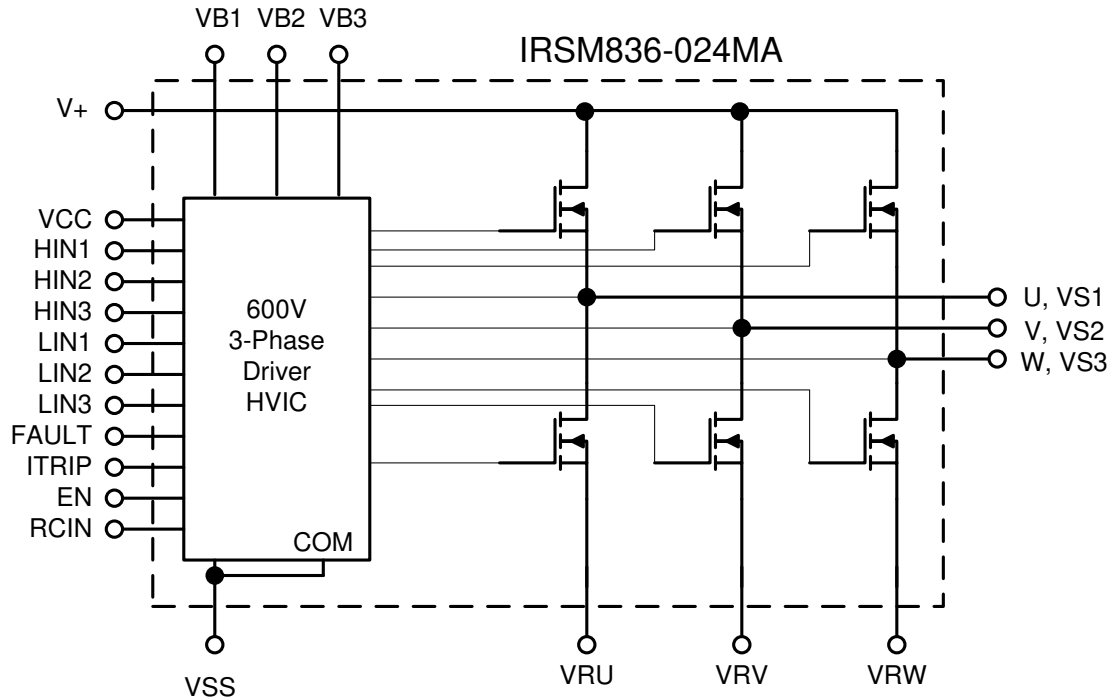 VB1 VB2 VB3
IRSM836-024MA
V+
VCC
HIN1
HIN2
HIN3
LIN1
LIN2
LIN3
FAULT
ITRIP
EN
RCIN
600V
3-Phase
Driver
HVIC
COM
U, VS1
V, VS2
W, VS3
VSS
VRU
VRV
VRW